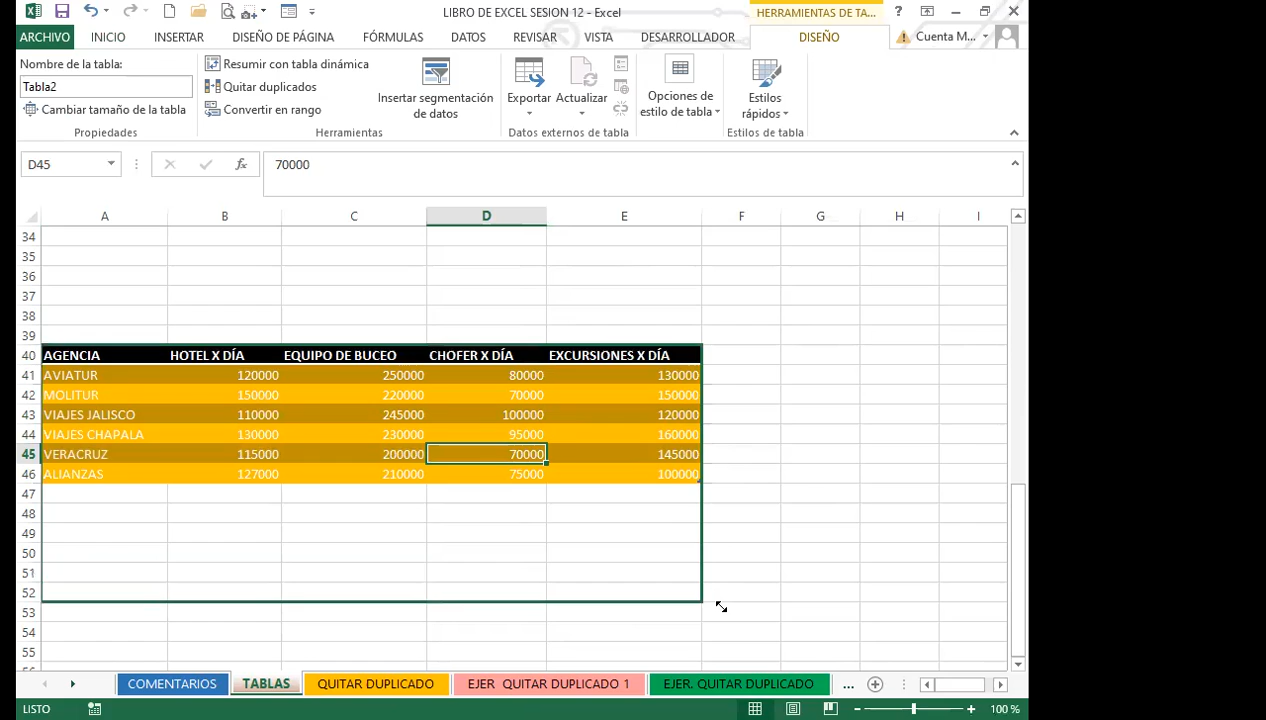 LIBRO DE EXCEL SESION 12 - Excel
HERRAMIENTAS DE TA...
?
ARCHIVO INICIO INSERTAR DISEÑO DE PÁGINA FÓRMULAS DATOS REVISAR VISTA DESARROLLADOR DISEÑO Cuenta M...
Nombre de la tabla:
Tabla2
Cambiar tamaño de la tabla
Propiedades
Resumir con tabla dinámica
Quitar duplicados
Convertir en rango
Insertar segmentación
de datos
Herramientas
Exportar Actualizar
Datos externos de tabla
Opciones de
estilo de tabla
Estilos
rápidos
Estilos de tabla
D45 fx 70000
A B C D E F G H I
34
35
36
37
38
39
40 AGENCIA HOTEL X DÍA EQUIPO DE BUCEO CHOFER X DÍA EXCURSIONES X DÍA
41 AVIATUR 120000 250000 80000 130000
42 MOLITUR 150000 220000 70000 150000
43 VIAJES JALISCO 110000 245000 100000 120000
44 VIAJES CHAPALA 130000 230000 95000 160000
45 VERACRUZ 115000 200000 70000 145000
46 ALIANZAS 127000 210000 75000 100000
47
48
49
50
51
52
53
54
55
56
COMENTARIOS TABLAS QUITAR DUPLICADO EJER QUITAR DUPLICADO 1 EJER. QUITAR DUPLICADO ...
LISTO 100 %